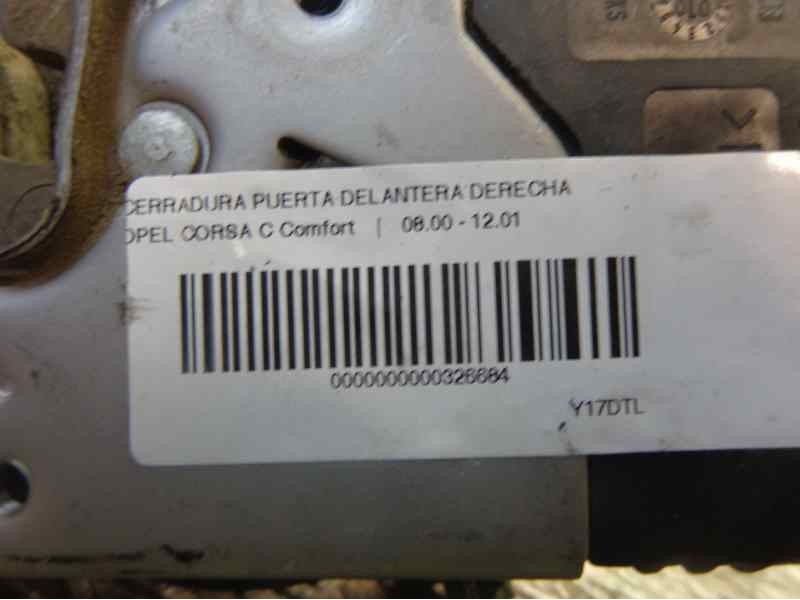 CERRADURA PUERTA DELANTERA DERECHA
OPEL CORSA C Comfort | 08.00 - 12.01
0000000000326684
Y17DTL